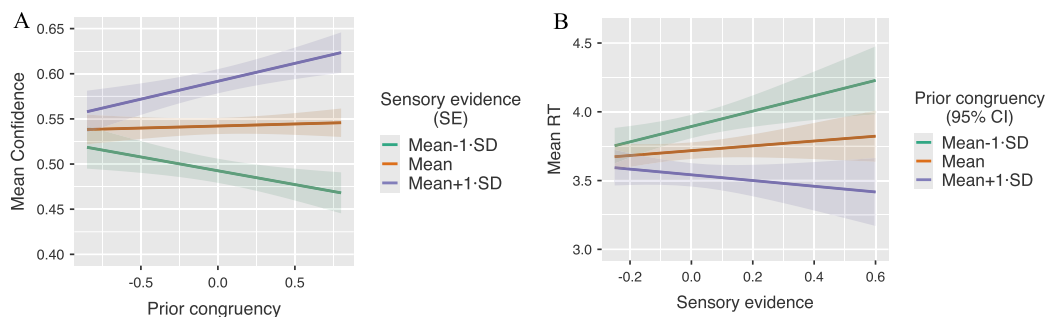 A
0.65
0.60
0.55
0.50
0.45
0.40
Mean Confidence
-0.5
0.0
0.5
Prior congruency
Sensory evidence
(SE)
Mean-1·SD
Mean
Mean+1·SD
B
4.5
4.0
3.5
3.0
Mean RT
-0.2
0.0
0.2
0.4
0.6
Sensory evidence
Prior congruency
(95% CI)
Mean-1·SD
Mean
Mean+1·SD